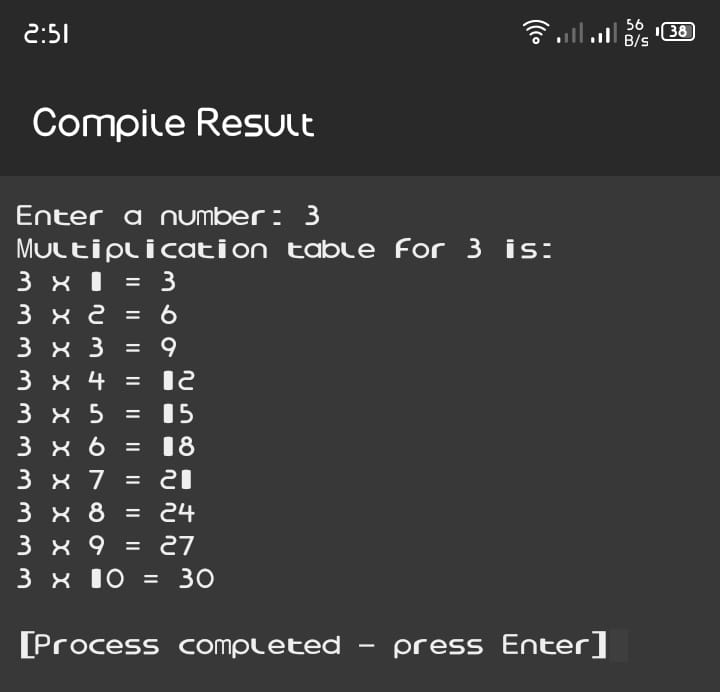 2:51
56
B/s
38
Compile Result
Enter a number: 3
Multiplication table for 3 is:
3 x 1 = 3
3 x 2 = 6
3 x 3 = 9
3 x 4 = 12
3 x 5 = 15
3 x 6 = 18
3 x 7 = 21
3 x 8 = 24
3 x 9 = 27
3 x 10 = 30
[Process completed - press Enter]